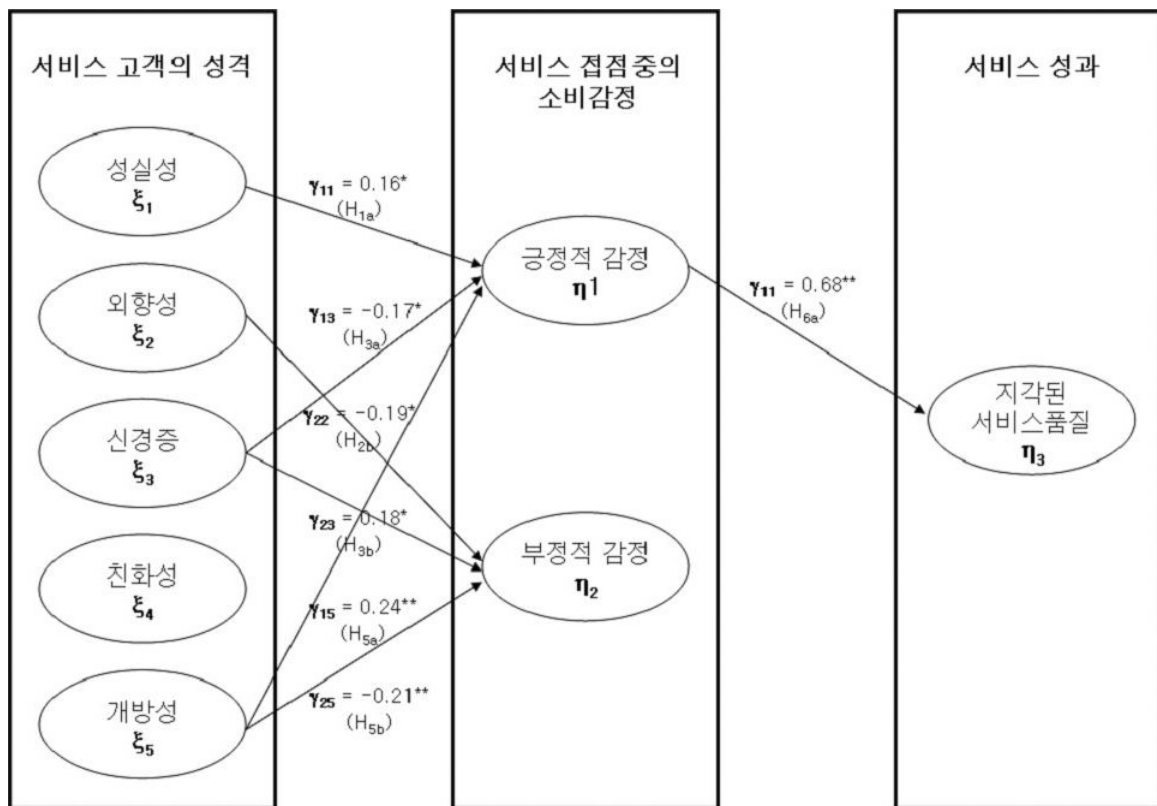 서비스 고객의 성격
성실성
ξ1
외향성
ξ2
신경증
ξ3
친화성
ξ4
개방성
ξ5
γ11 = 0.16*
(H1a)
γ13 = -0.17*
(H3a)
γ22 = -0.19*
(H2b)
γ23 = 0.18*
(H3b)
γ15 = 0.24**
(H5a)
γ25 = -0.21**
(H5b)
서비스 접점중의
소비감정
긍정적 감정
η1
부정적 감정
η2
γ11 = 0.68**
(H6a)
서비스 성과
지각된
서비스품질
η3